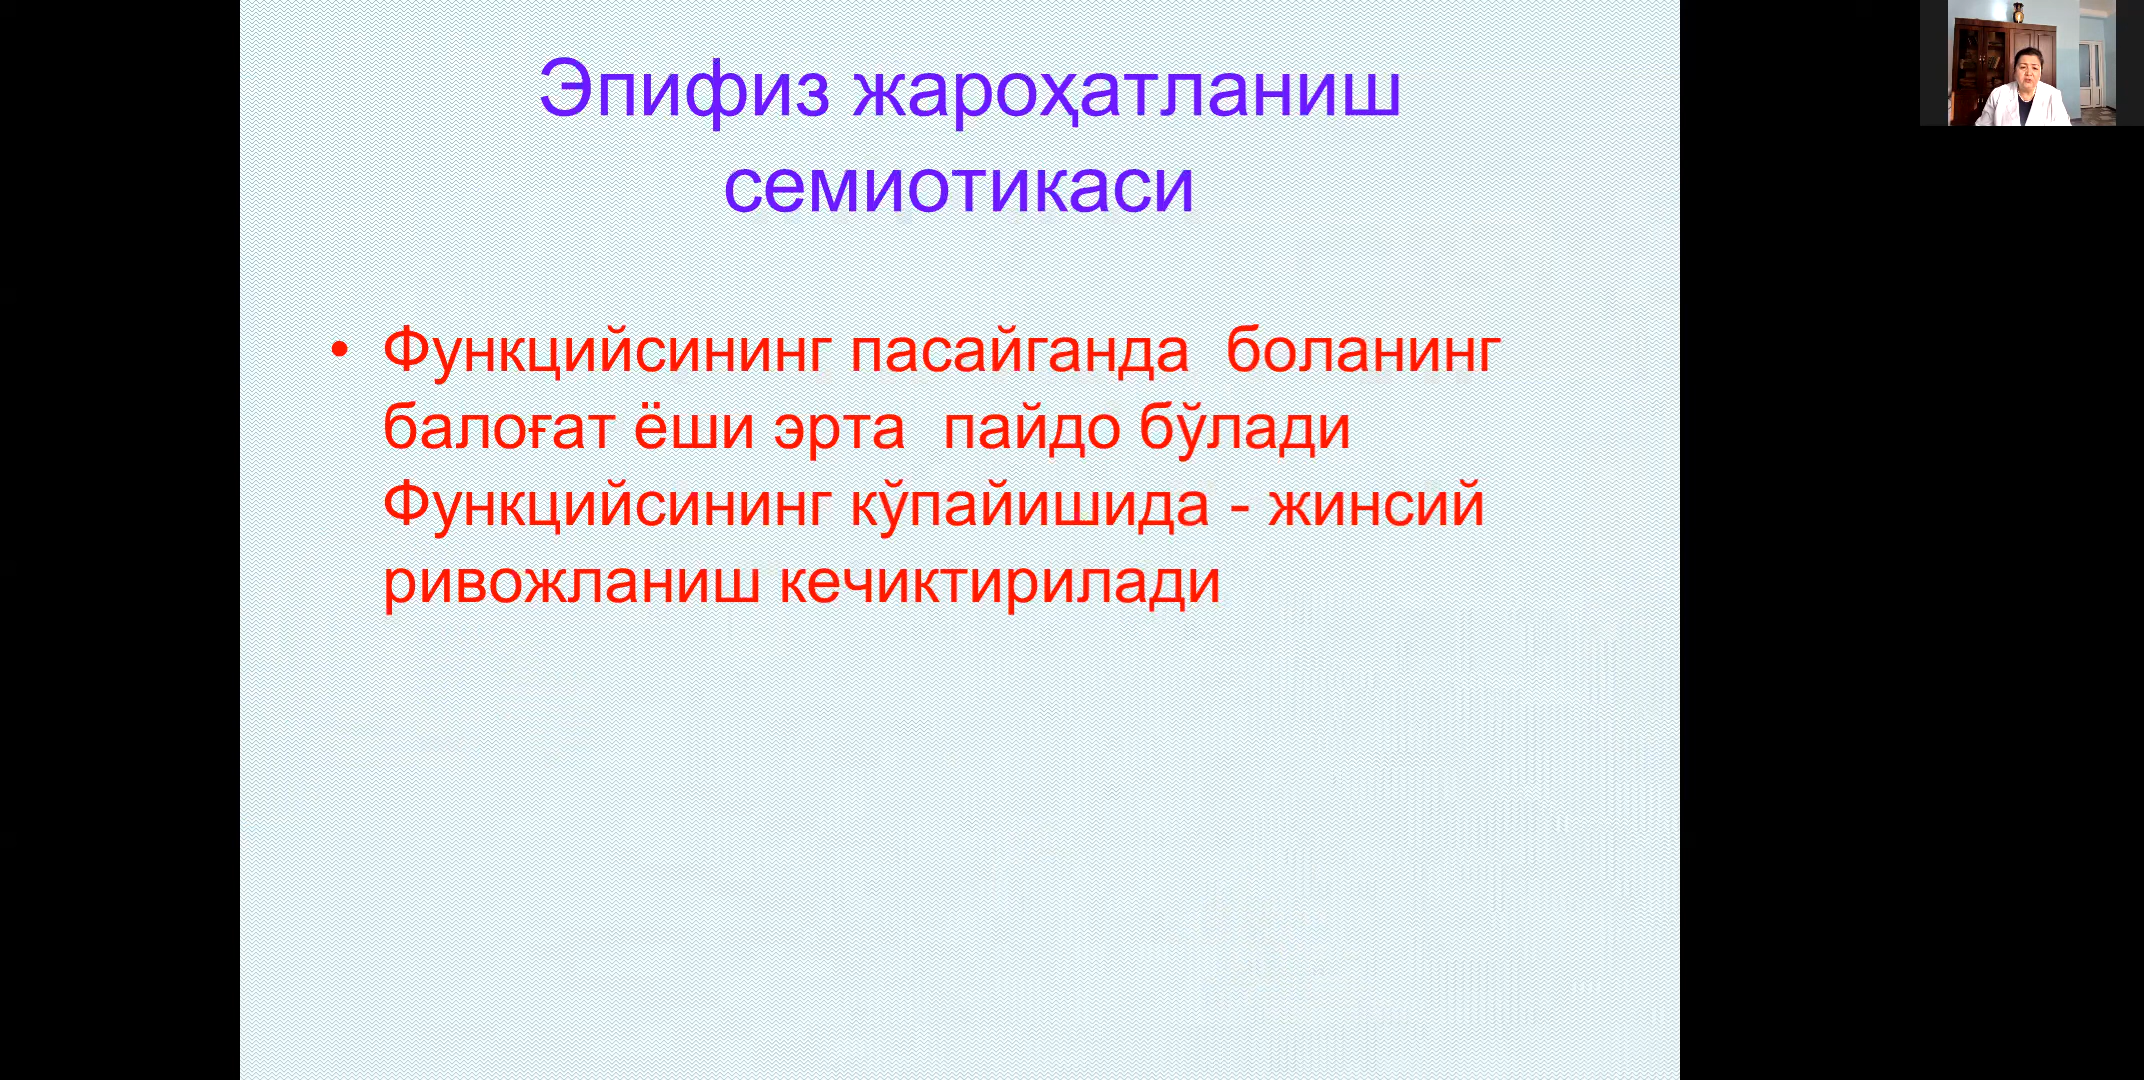 Эпифиз жароҳатланиш
семиотикаси
• Функцийсининг пасайганда боланинг
балоғат ёши эрта пайдо бўлади
Функцийсининг кўпайишида - жинсий
ривожланиш кечиктирилади